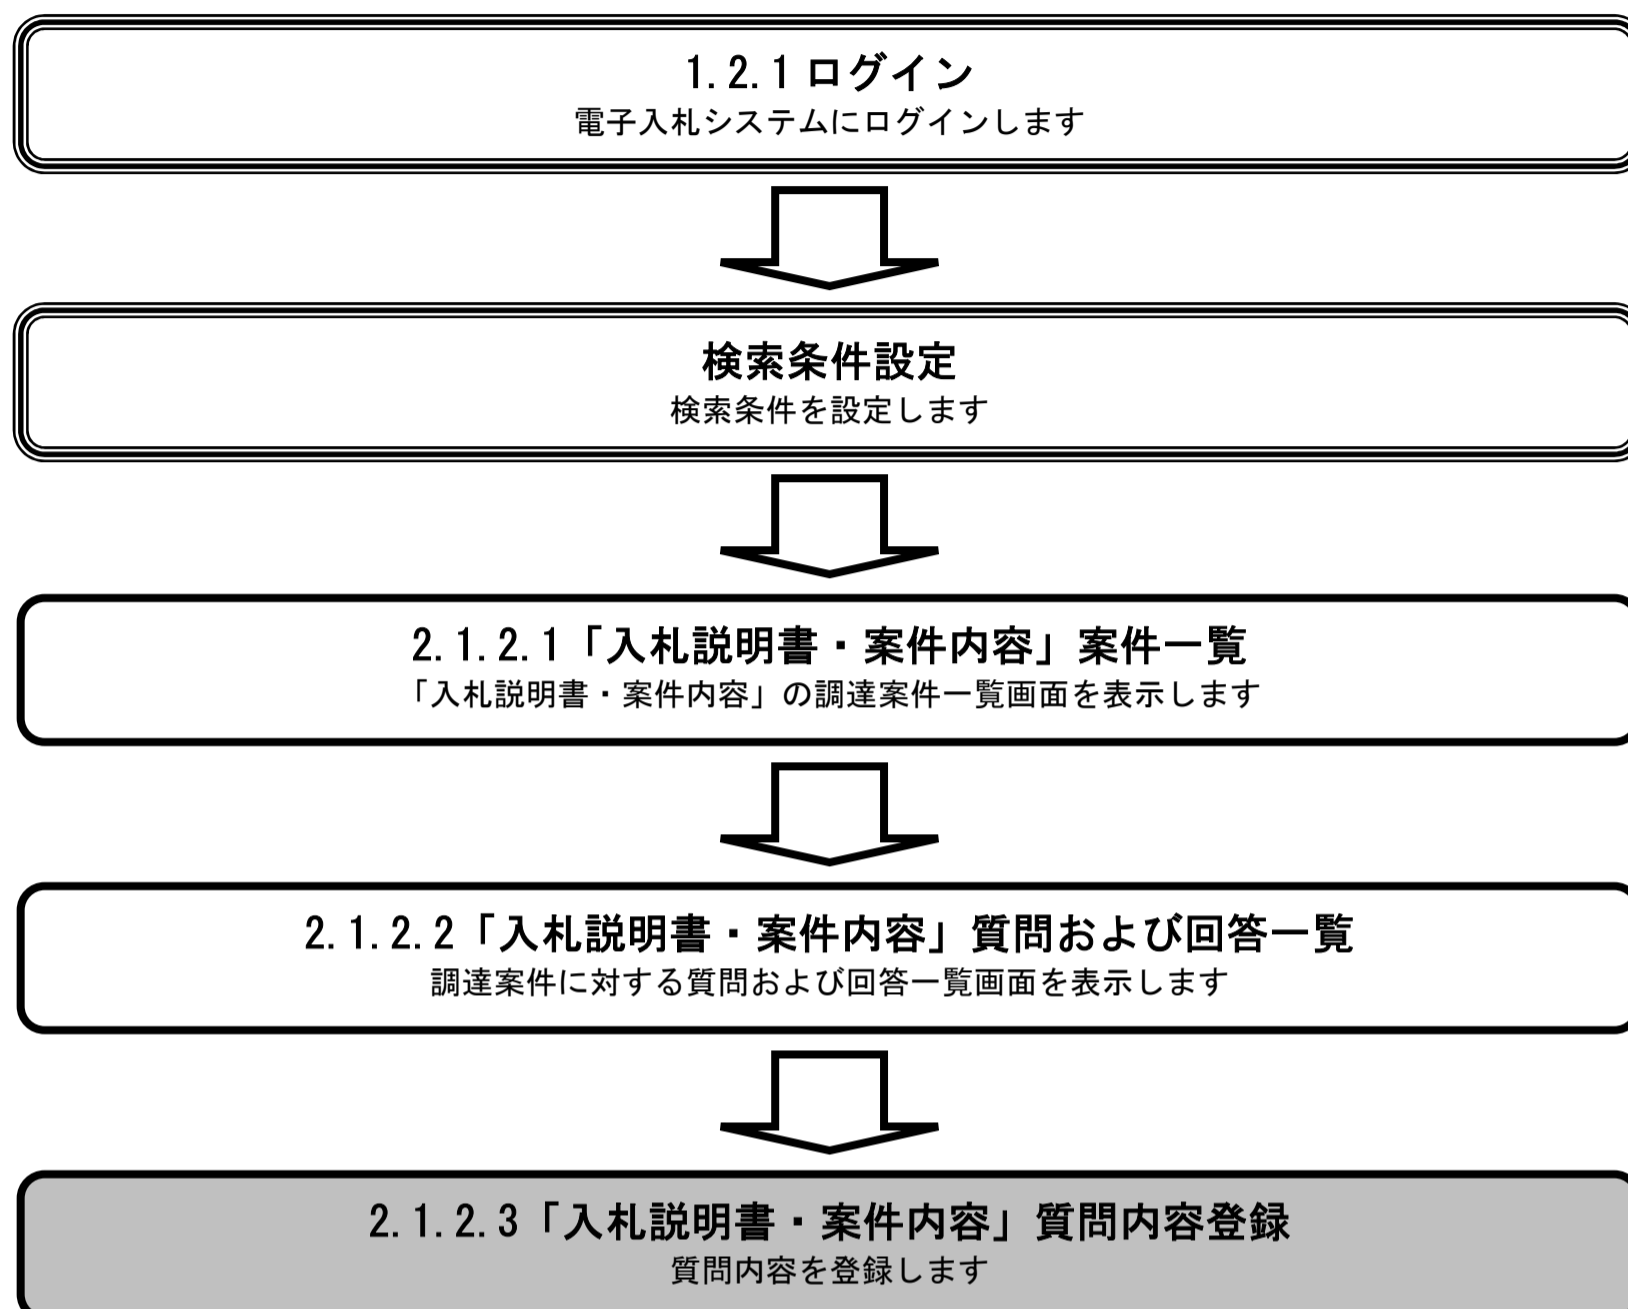 1.2.1 ログイン
電子入札システムにログインします
検索条件設定
検索条件を設定します
2.1.2.1「入札説明書・案件内容」案件一覧
「入札説明書・案件内容」の調達案件一覧画面を表示します
2.1.2.2「入札説明書・案件内容」質問および回答一覧
調達案件に対する質問および回答一覧画面を表示します
2.1.2.3「入札説明書・案件内容」質問内容登録
質問内容を登録します